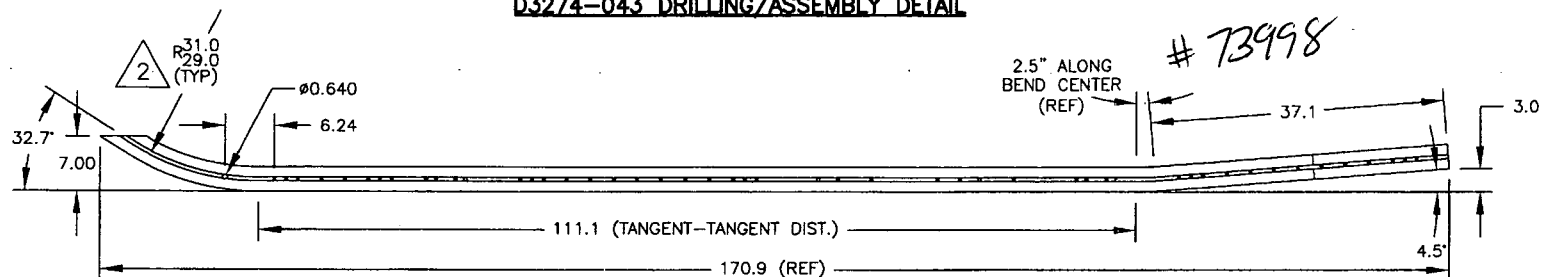 D3274-043 DRILLING/ASSEMBLY DETAIL
# 73998
2
R31.0
29.0
(TYP)
ø0.640
6.24
2.5" ALONG
BEND CENTER
(REF)
37.1
3.0
32.7°
7.00
111.1 (TANGENT-TANGENT DIST.)
4.5°
170.9 (REF)